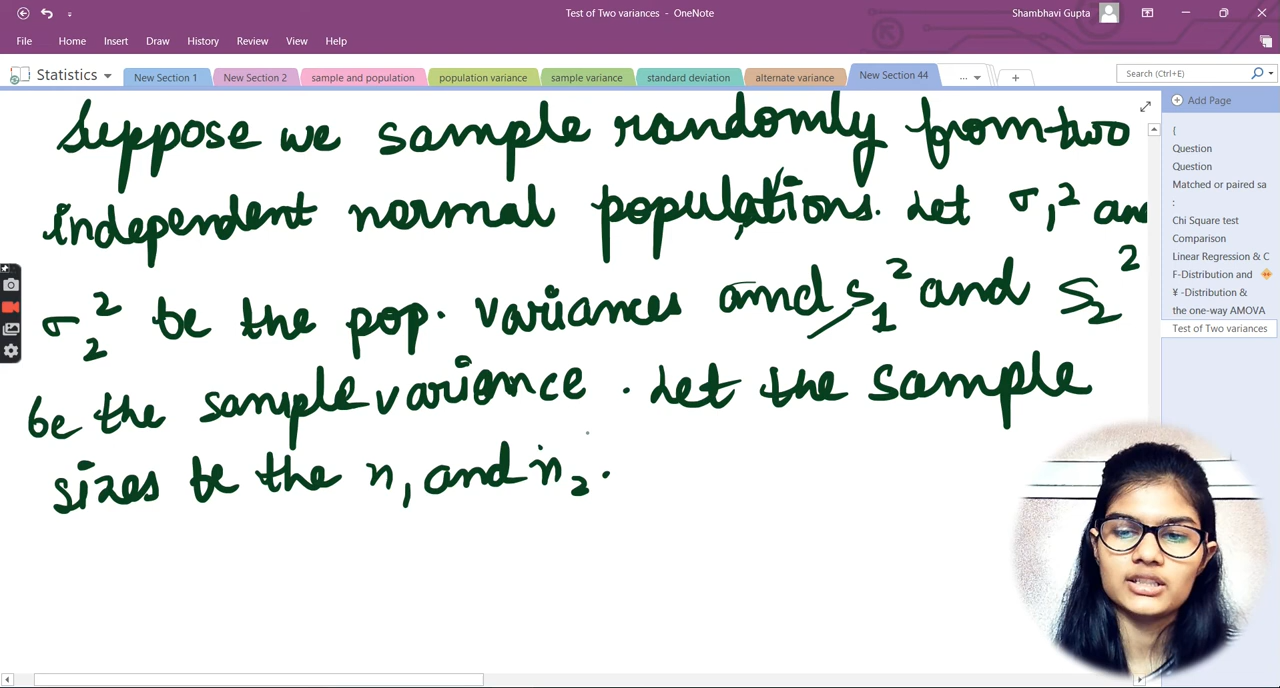 Test of Two variances - OneNote
Shambhavi Gupta
File Home Insert Draw History Review View Help
Statistics
New Section 1 New Section 2 sample and population population variance sample variance standard deviation alternate variance New Section 44 ...
Search (Ctrl+E)
Suppose we sample randomly from two
independent normal populations. Let σ₁² an
σ₂² be the pop. variances and s₁² and s₂²
be the sample variance. Let the sample
sizes be the n₁ and n₂.
Add Page
{
Question
Question
Matched or paired sa
:
Chi Square test
Comparison
Linear Regression & C
F-Distribution and
¥ -Distribution &
the one-way AMOVA
Test of Two variances